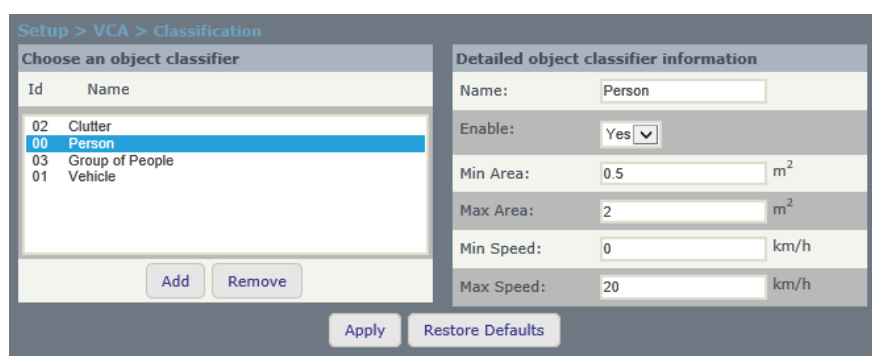 Setup > VCA > Classification
Choose an object classifier
Id Name
02 Clutter
00 Person
03 Group of People
01 Vehicle
Add Remove
Detailed object classifier information
Name: Person
Enable: Yes
Min Area: 0.5 m²
Max Area: 2 m²
Min Speed: 0 km/h
Max Speed: 20 km/h
Apply Restore Defaults